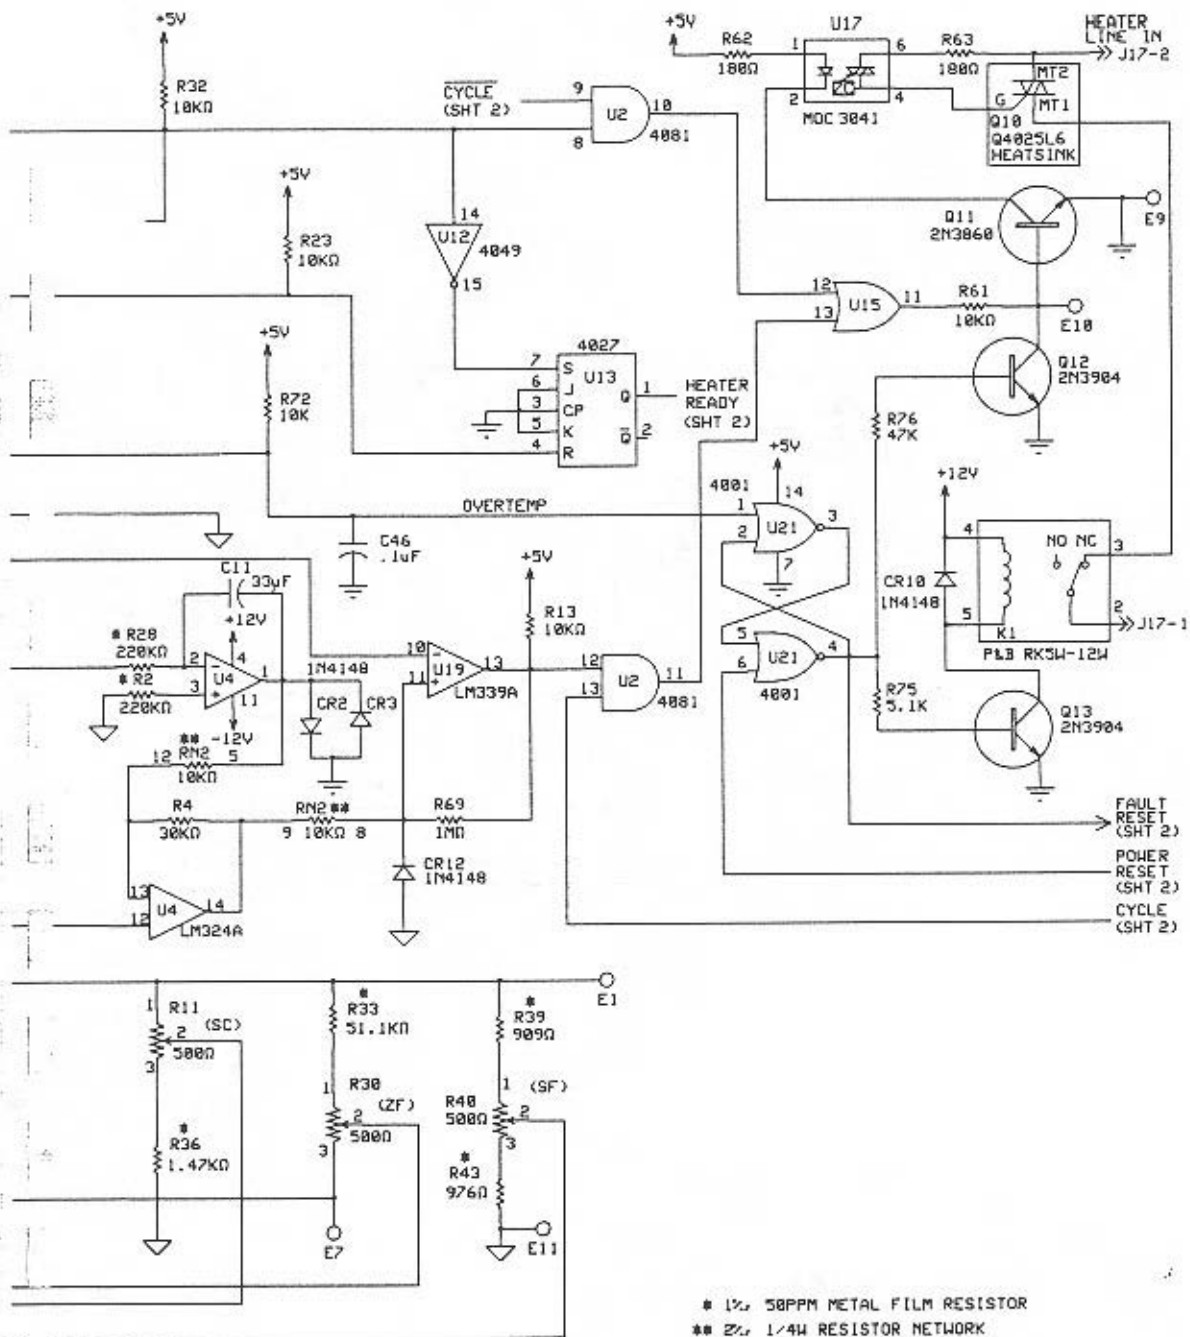 +5V
R32
10KΩ
CYCLE
(SHT 2)
9
8
U2
10
4081
+5V
R62
180Ω
U17
1
2
6
4
ZC
MOC 3041
R63
180Ω
HEATER
LINE IN
J17-2
MT2
G
MT1
Q10
Q4025L6
HEATSINK
Q11
2N3860
E9
+5V
R23
10KΩ
14
U12
4049
15
12
13
U15
11
R61
10KΩ
E10
Q12
2N3904
+5V
R72
10K
4027
7
S
U13
6
J
Q
1
3
CP
5
K
Q
2
4
R
HEATER
READY
(SHT 2)
R76
47K
OVERTEMP
C46
.1uF
4001
+5V
14
1
2
U21
3
7
5
6
U21
4
4001
+12V
4
5
NO NC
3
2
J17-1
CR10
1N4148
K1
P&B RK5W-12W
C11
33uF
+12V
* R28
220KΩ
* R2
220KΩ
2
3
U4
4
1
11
-12V
1N4148
CR2
CR3
+5V
R13
10KΩ
10
11
U19
13
LM339A
12
13
U2
11
4081
R75
5.1K
Q13
2N3904
**
12 RN2 5
10KΩ
R4
30KΩ
RN2 **
9 10KΩ 8
R69
1MΩ
CR12
1N4148
13
12
U4
14
LM324A
FAULT
RESET
(SHT 2)
POWER
RESET
(SHT 2)
CYCLE
(SHT 2)
E1
1
R11
2
(SC)
500Ω
3
*
R36
1.47KΩ
*
R33
51.1KΩ
1
R30
2
(ZF)
500Ω
3
E7
*
R39
909Ω
1
(SF)
R40
2
500Ω
3
*
R43
976Ω
E11
* 1%, 50PPM METAL FILM RESISTOR
** 2%, 1/4W RESISTOR NETWORK